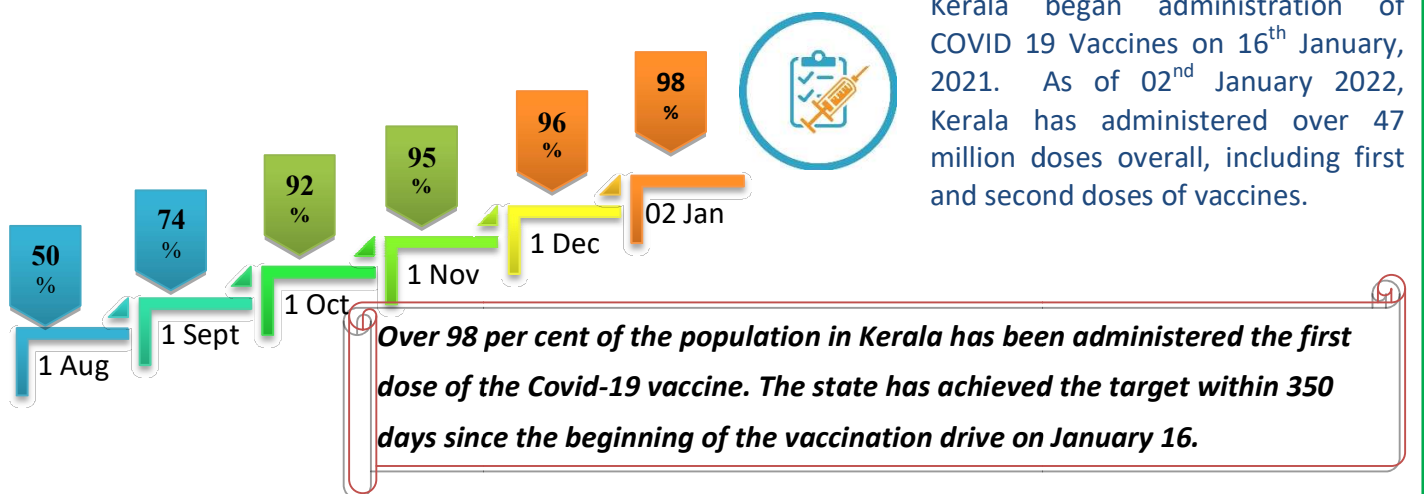 Kerala began administration of
COVID 19 Vaccines on 16th January,
2021. As of 02nd January 2022,
Kerala has administered over 47
million doses overall, including first
and second doses of vaccines.
50
%
1 Aug
74
%
1 Sept
92
%
1 Oct
95
%
1 Nov
96
%
1 Dec
98
%
02 Jan
Over 98 per cent of the population in Kerala has been administered the first
dose of the Covid-19 vaccine. The state has achieved the target within 350
days since the beginning of the vaccination drive on January 16.